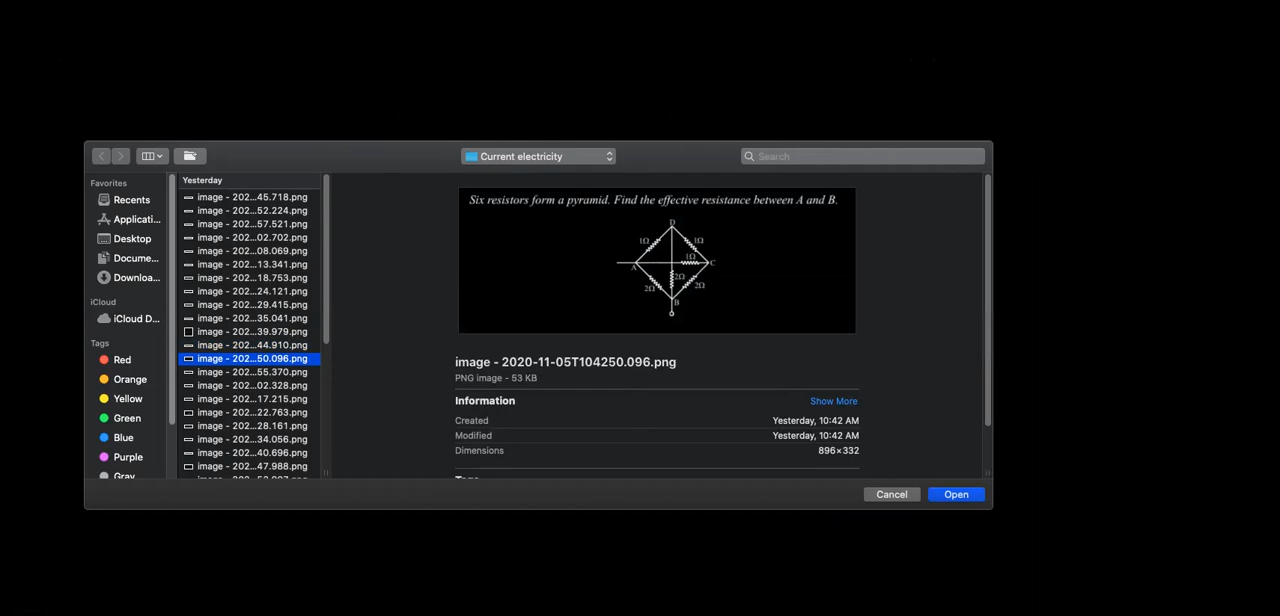 Current electricity
Search
Favorites
Recents
Applicati...
Desktop
Docume...
Downloa...
iCloud
iCloud D...
Tags
Red
Orange
Yellow
Green
Blue
Purple
Gray
Yesterday
image - 202...45.718.png
image - 202...52.224.png
image - 202...57.521.png
image - 202...02.702.png
image - 202...08.069.png
image - 202...13.341.png
image - 202...18.753.png
image - 202...24.121.png
image - 202...29.415.png
image - 202...35.041.png
image - 202...39.979.png
image - 202...44.910.png
image - 202...50.096.png
image - 202...55.370.png
image - 202...02.328.png
image - 202...17.215.png
image - 202...22.763.png
image - 202...28.161.png
image - 202...34.056.png
image - 202...40.696.png
image - 202...47.988.png
Six resistors form a pyramid. Find the effective resistance between A and B.
D
1Ω 1Ω
1Ω
A C
2Ω
2Ω 2Ω
B
image - 2020-11-05T104250.096.png
PNG image - 53 KB
Information Show More
Created Yesterday, 10:42 AM
Modified Yesterday, 10:42 AM
Dimensions 896×332
Cancel Open